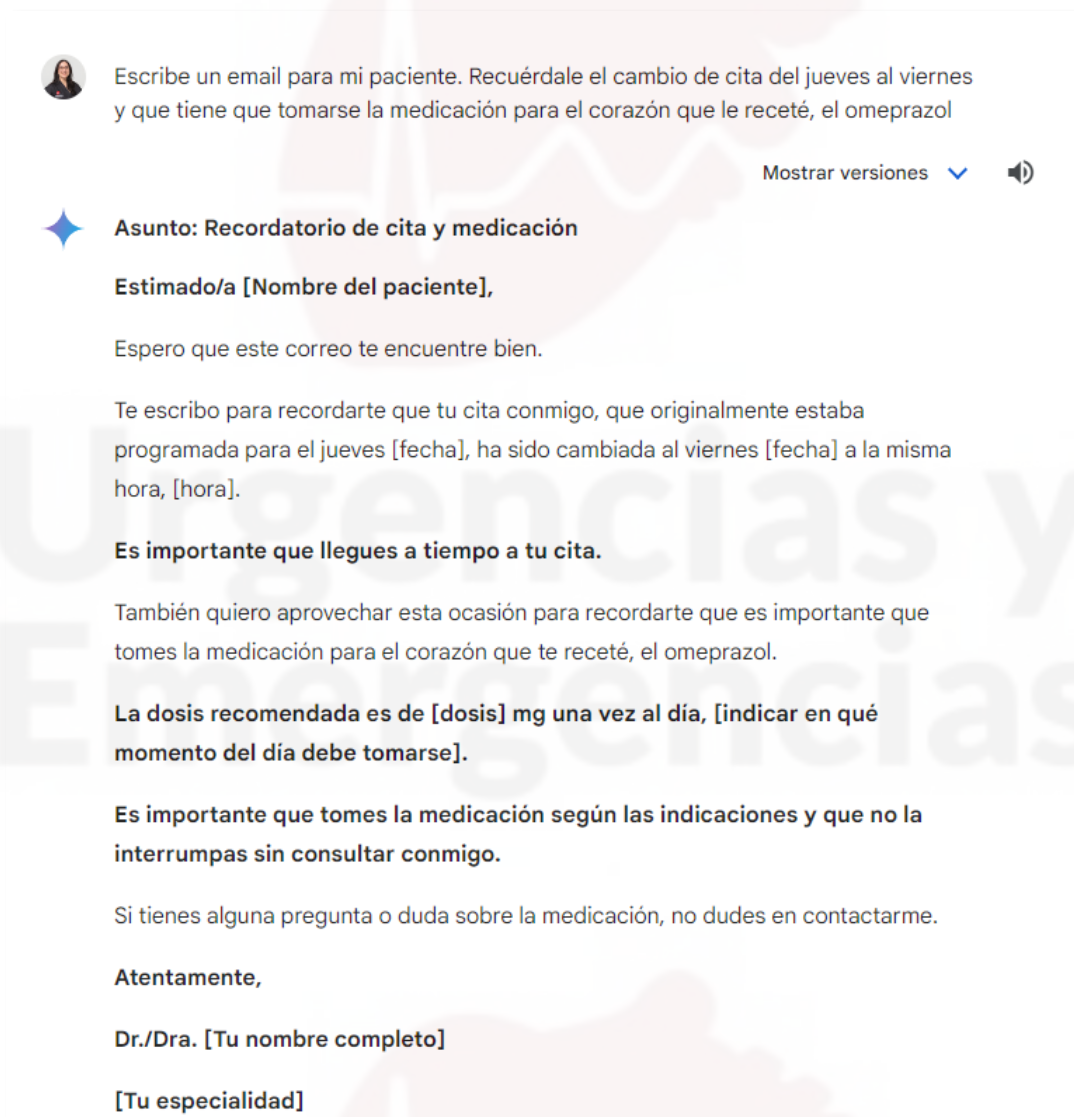 Escribe un email para mi paciente. Recuérdale el cambio de cita del jueves al viernes
y que tiene que tomarse la medicación para el corazón que le receté, el omeprazol
Mostrar versiones
Asunto: Recordatorio de cita y medicación
Estimado/a [Nombre del paciente],
Espero que este correo te encuentre bien.
Te escribo para recordarte que tu cita conmigo, que originalmente estaba
programada para el jueves [fecha], ha sido cambiada al viernes [fecha] a la misma
hora, [hora].
Urgencias y
Es importante que llegues a tiempo a tu cita.
También quiero aprovechar esta ocasión para recordarte que es importante que
tomes la medicación para el corazón que te receté, el omeprazol.
Emergencias
La dosis recomendada es de [dosis] mg una vez al día, [indicar en qué
momento del día debe tomarse].
Es importante que tomes la medicación según las indicaciones y que no la
interrumpas sin consultar conmigo.
Si tienes alguna pregunta o duda sobre la medicación, no dudes en contactarme.
Atentamente,
Dr./Dra. [Tu nombre completo]
[Tu especialidad]